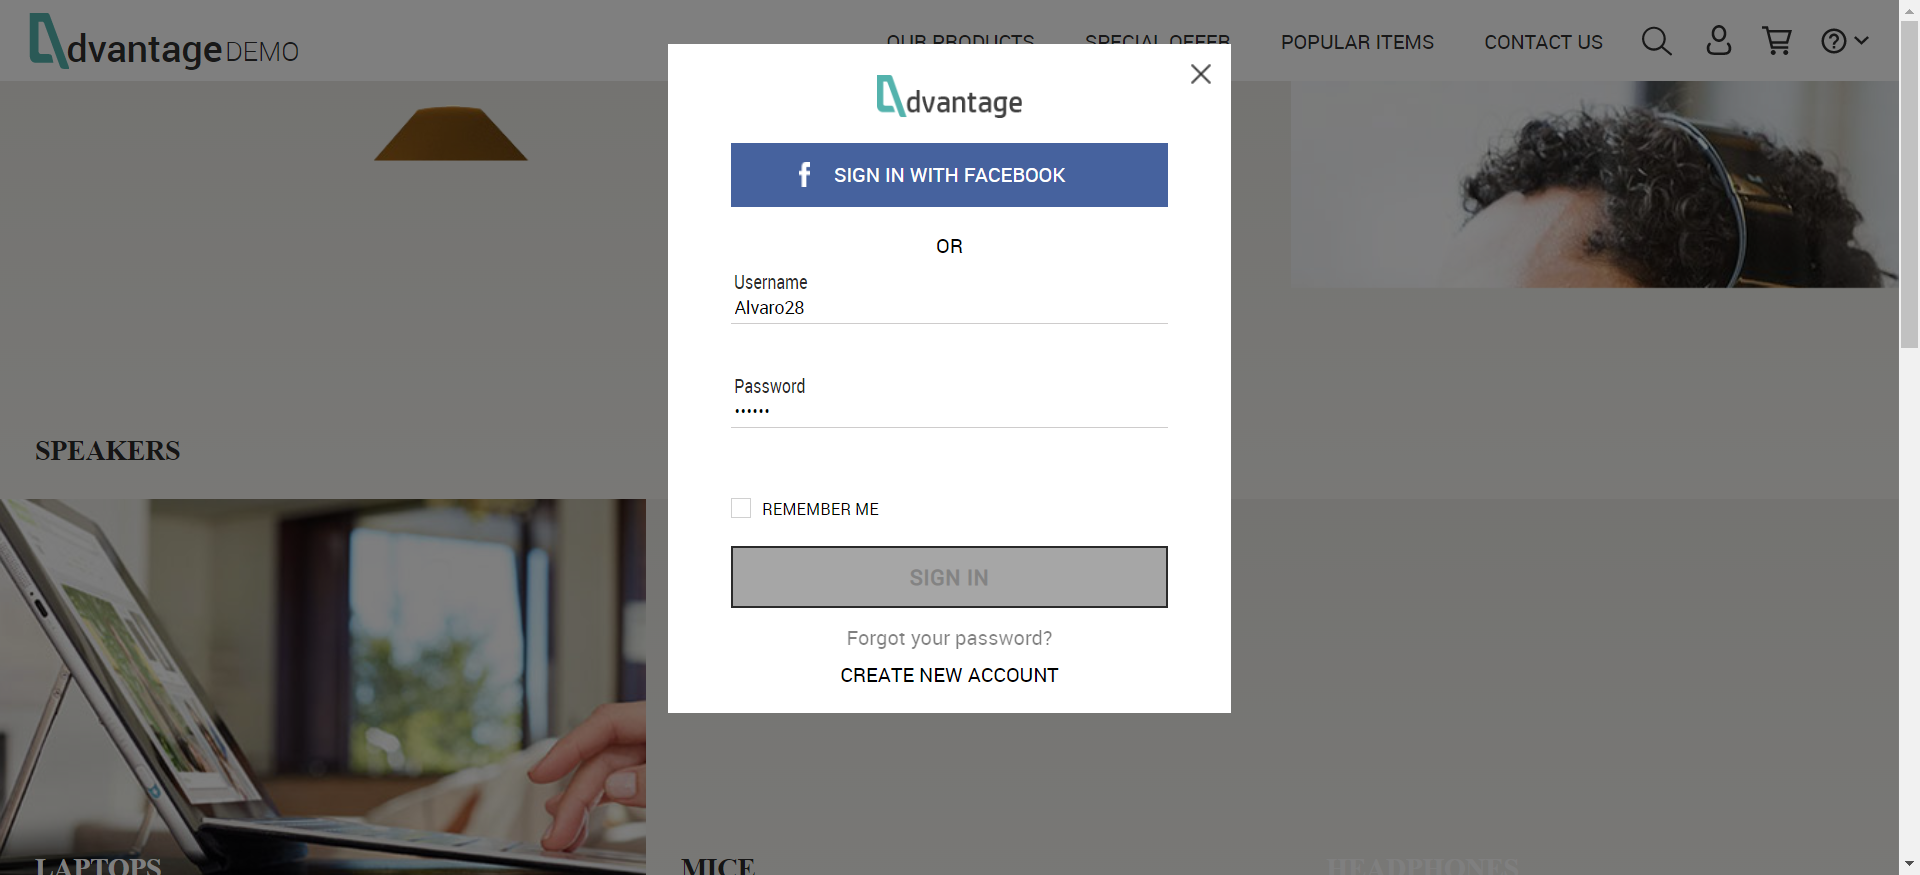 dvantage DEMO
OUR PRODUCTS SPECIAL OFFER POPULAR ITEMS CONTACT US
dvantage
SIGN IN WITH FACEBOOK
OR
Username
Alvaro28
Password
••••••
REMEMBER ME
SIGN IN
Forgot your password?
CREATE NEW ACCOUNT
SPEAKERS
LAPTOPS
MICE
HEADPHONES